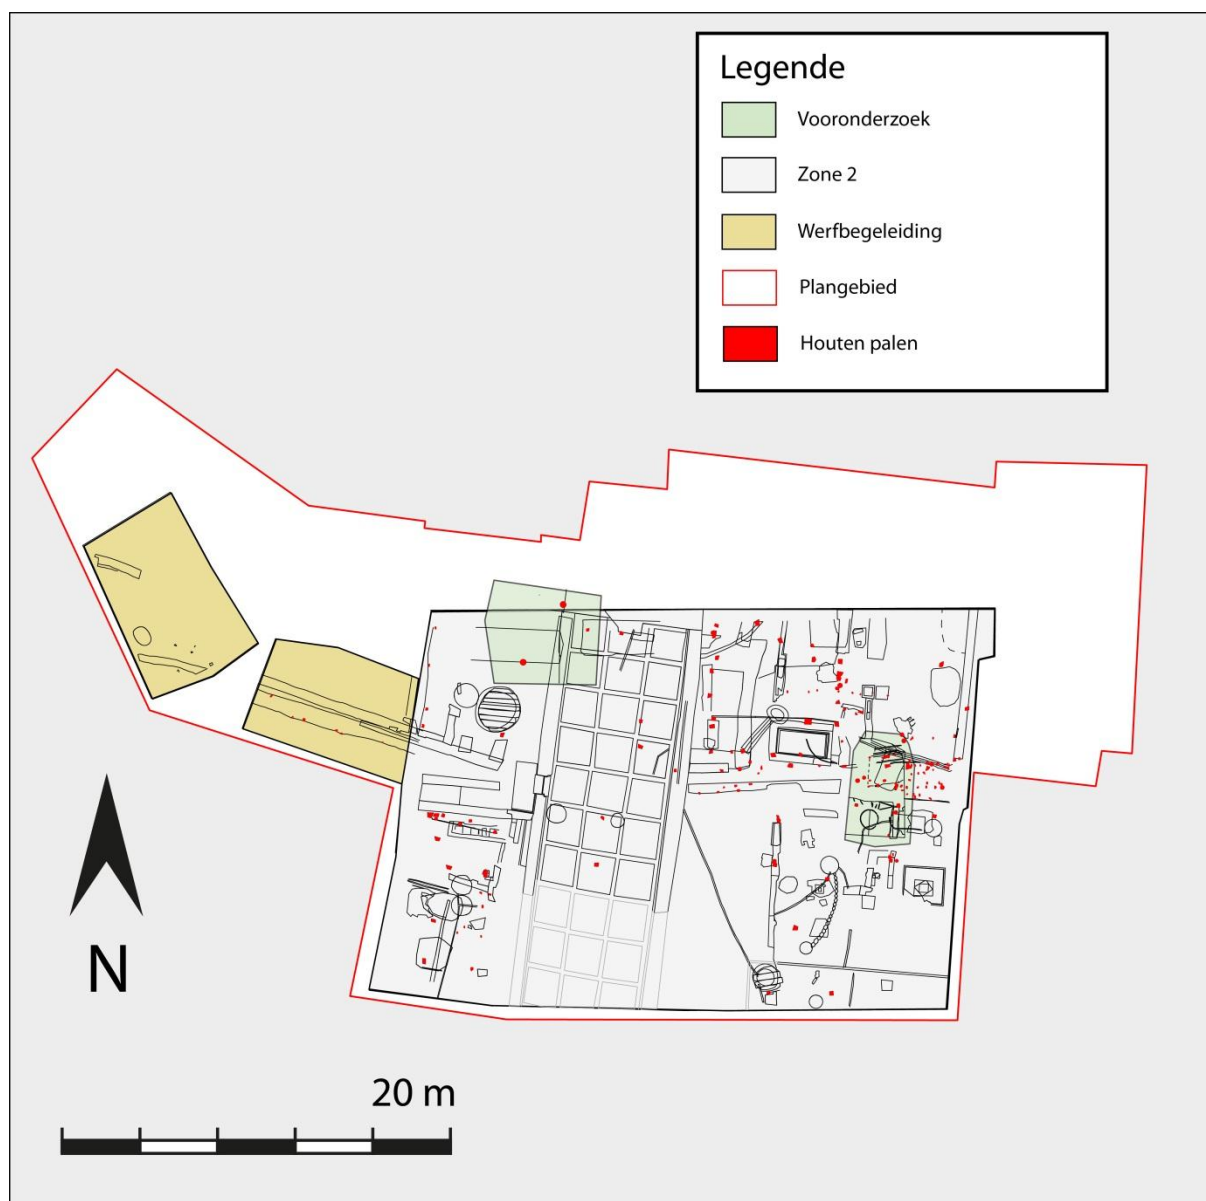 Legende
Vooronderzoek
Zone 2
Werfbegeleiding
Plangebied
Houten palen
N
20 m